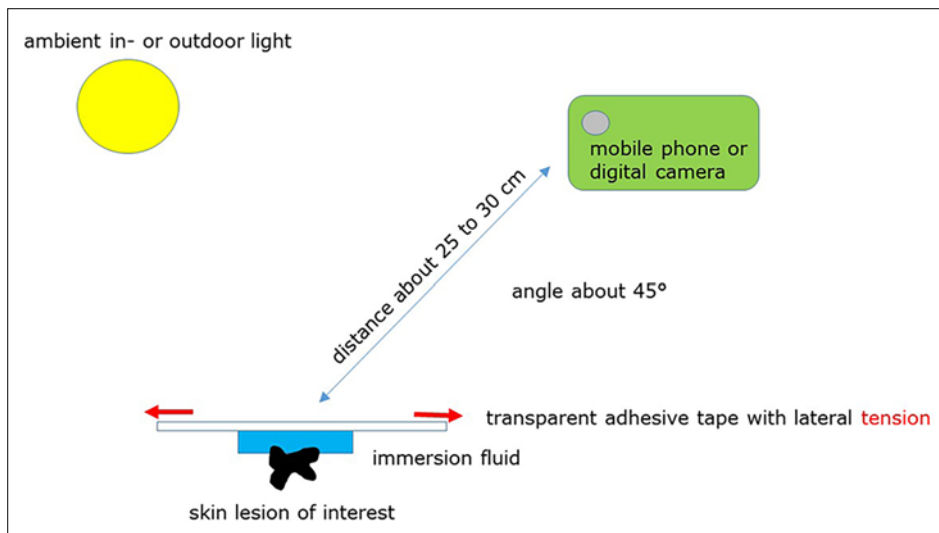 ambient in- or outdoor light
mobile phone or
digital camera
distance about 25 to 30 cm
angle about 45°
transparent adhesive tape with lateral tension
immersion fluid
skin lesion of interest